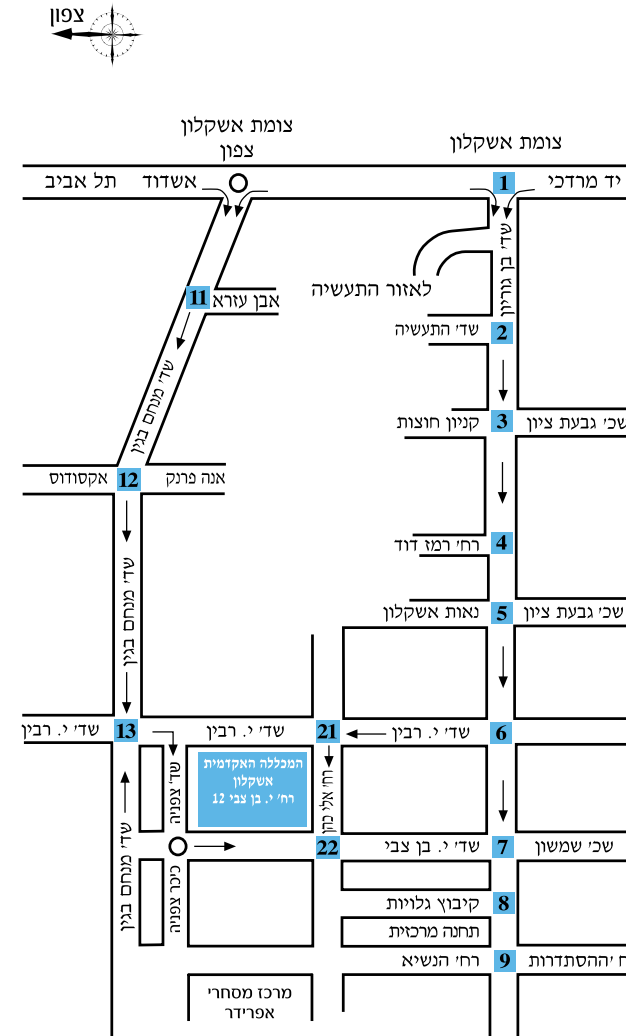 צפון
צומת אשקלון
צומת אשקלון
צפון
יד מרדכי
1
אשדוד
תל אביב
שד׳ בן גוריון
לאזור התעשיה
11
אבן עזרא
שד׳ התעשיה
2
שד׳ מנחם בגין
שכ׳ גבעת ציון
3
קניון חוצות
אנה פרנק
12
אקסודוס
4
רח׳ רמז דוד
שד׳ מנחם בגין
שכ׳ גבעת ציון
5
נאות אשקלון
6
שד׳ י. רבין
21
שד׳ י. רבין
13
שד׳ י. רבין
המכללה האקדמית
אשקלון
רח׳ י. בן צבי 12
רח׳ אלי כהן
שד׳ צפניה
שכ׳ שמשון
7
שד׳ י. בן צבי
22
שד׳ מנחם בגין
כיכר צפניה
8
קיבוץ גלויות
תחנה מרכזית
ח׳ ההסתדרות
9
רח׳ הנשיא
מרכז מסחרי
אפרידר